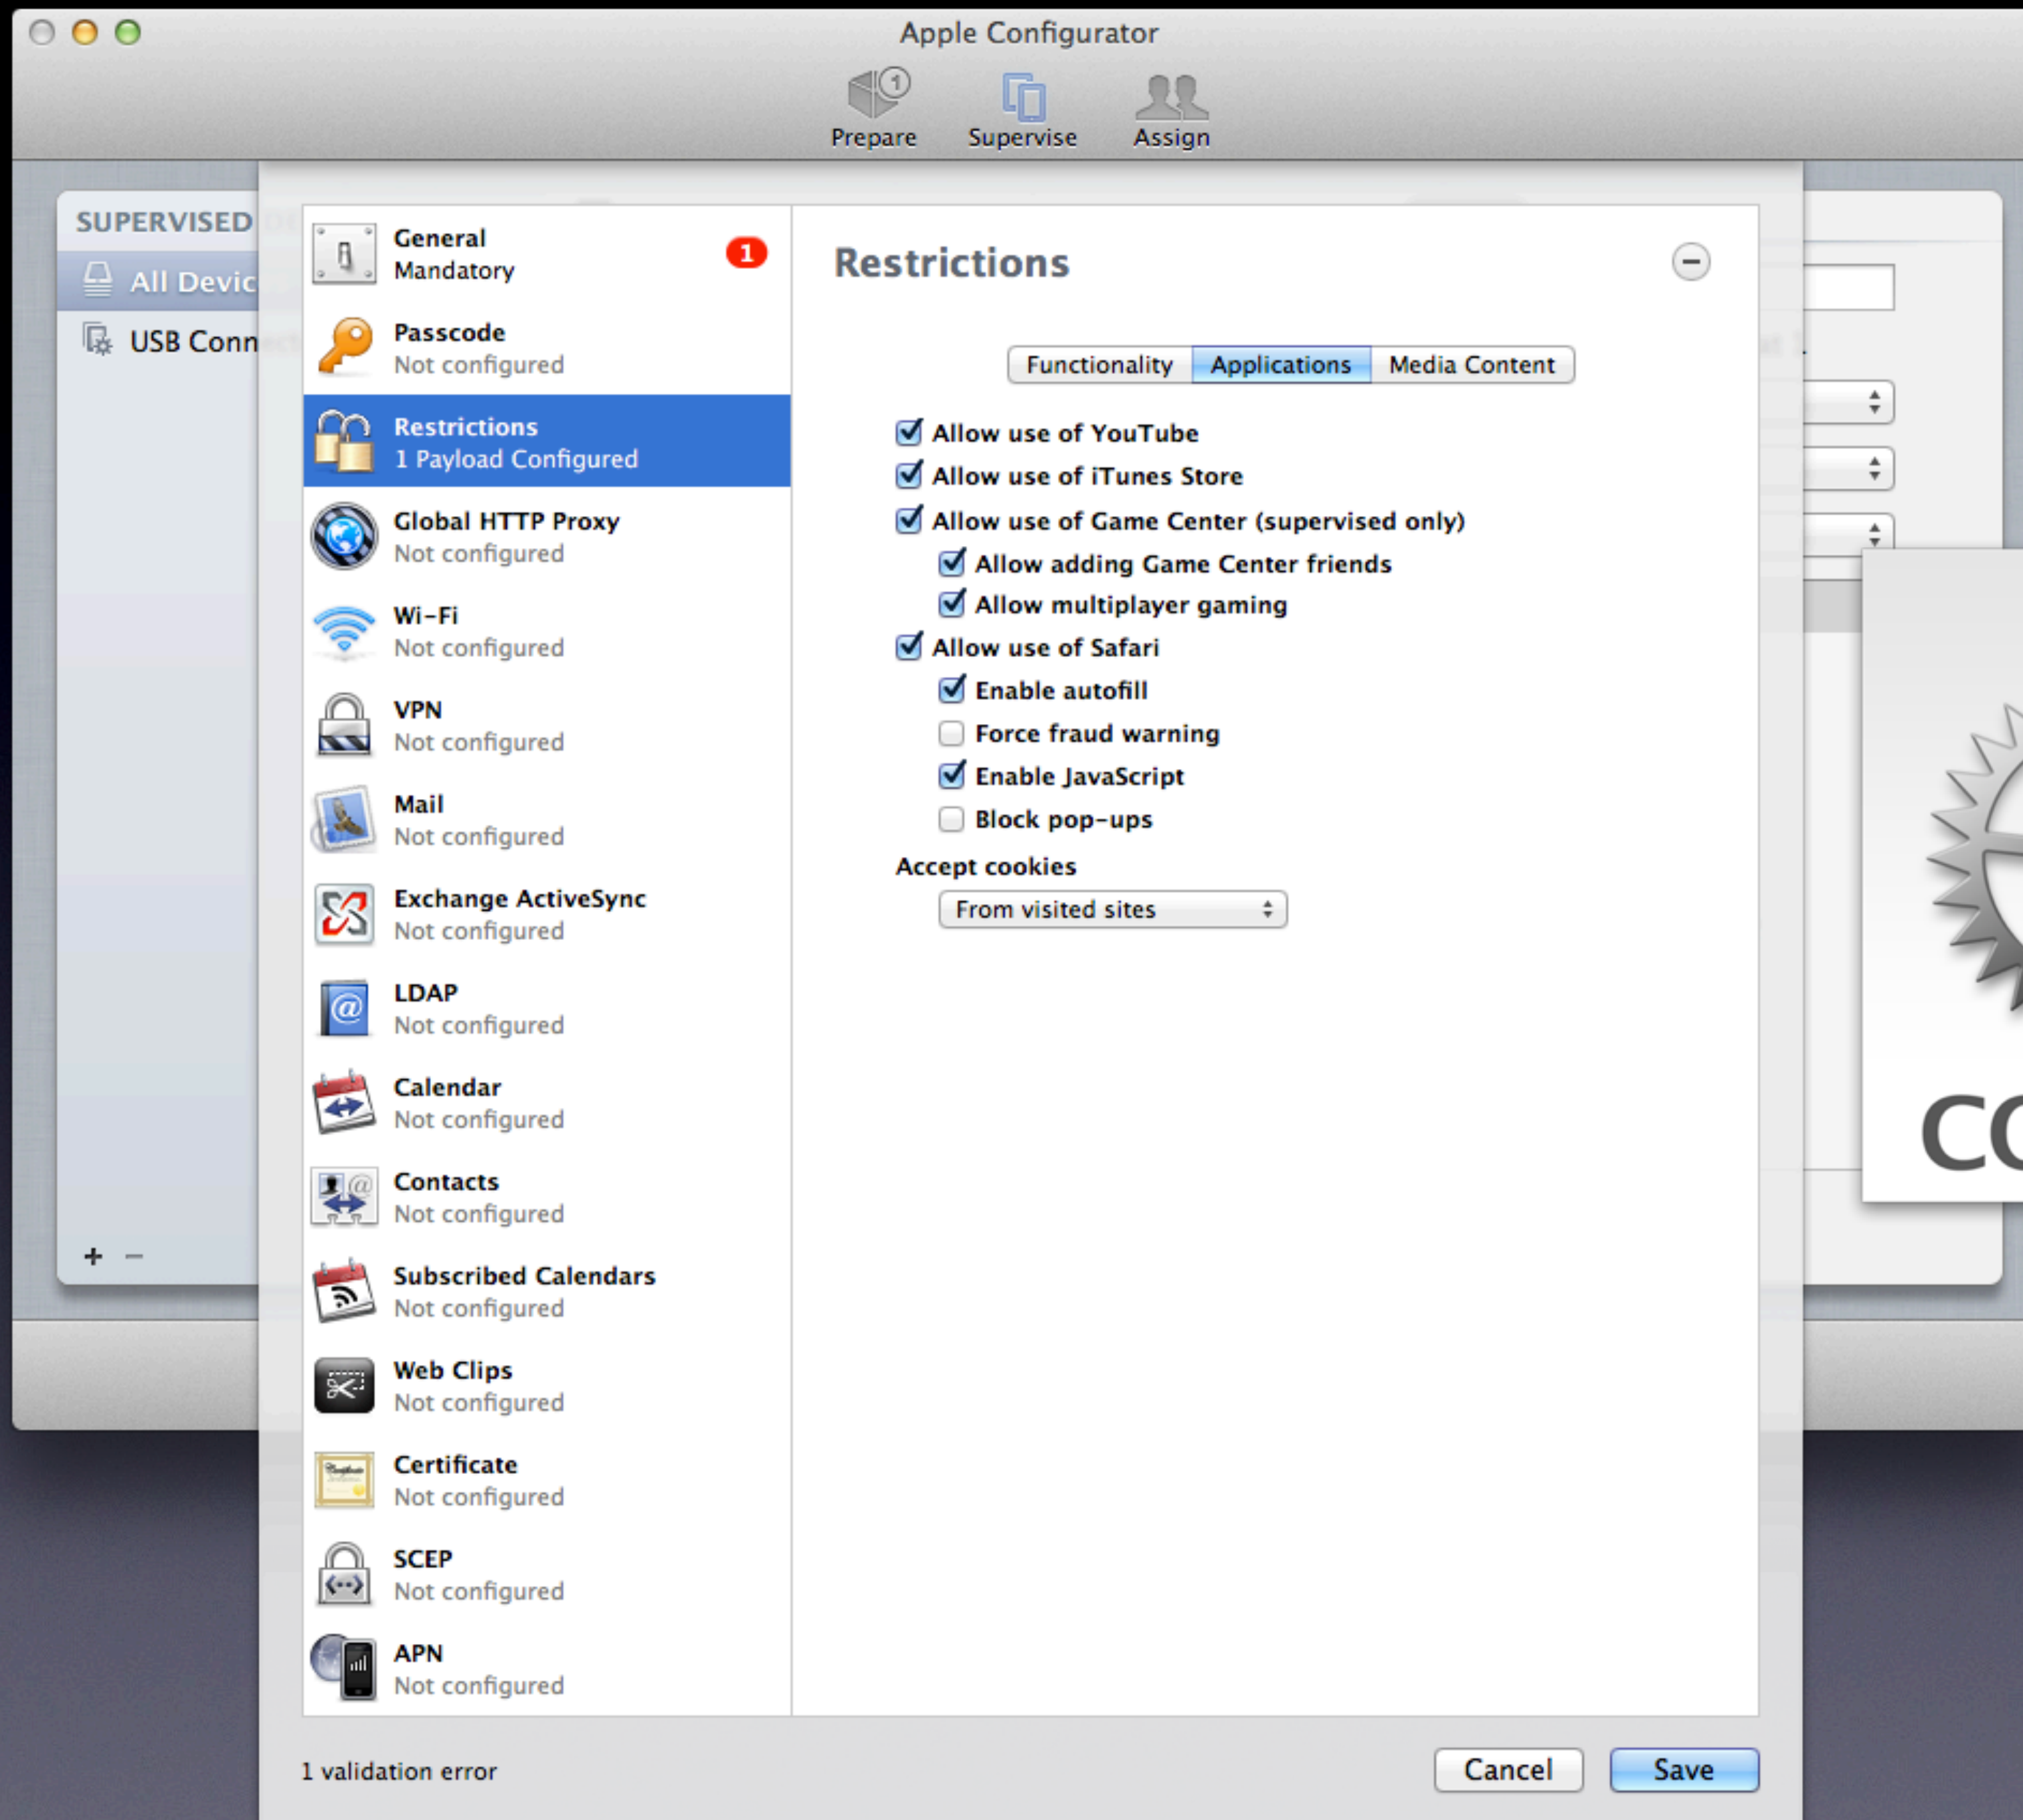 Apple Configurator
1
Prepare
Supervise
Assign
SUPERVISED
All Devic
USB Conn
General
Mandatory
1
Passcode
Not configured
Restrictions
1 Payload Configured
Global HTTP Proxy
Not configured
Wi-Fi
Not configured
VPN
Not configured
Mail
Not configured
Exchange ActiveSync
Not configured
LDAP
Not configured
Calendar
Not configured
Contacts
Not configured
Subscribed Calendars
Not configured
Web Clips
Not configured
Certificate
Not configured
SCEP
Not configured
APN
Not configured
Restrictions
Functionality
Applications
Media Content
Allow use of YouTube
Allow use of iTunes Store
Allow use of Game Center (supervised only)
Allow adding Game Center friends
Allow multiplayer gaming
Allow use of Safari
Enable autofill
Force fraud warning
Enable JavaScript
Block pop-ups
Accept cookies
From visited sites
1 validation error
Cancel
Save